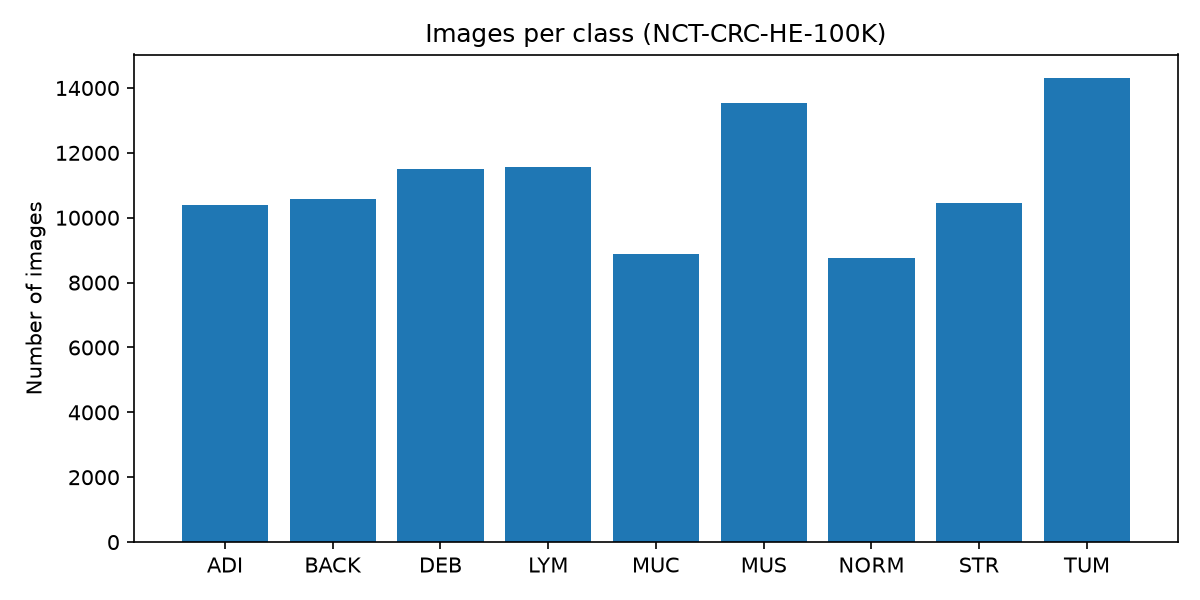 Images per class (NCT-CRC-HE-100K)
Number of images
14000
12000
10000
8000
6000
4000
2000
0
ADI BACK DEB LYM MUC MUS NORM STR TUM